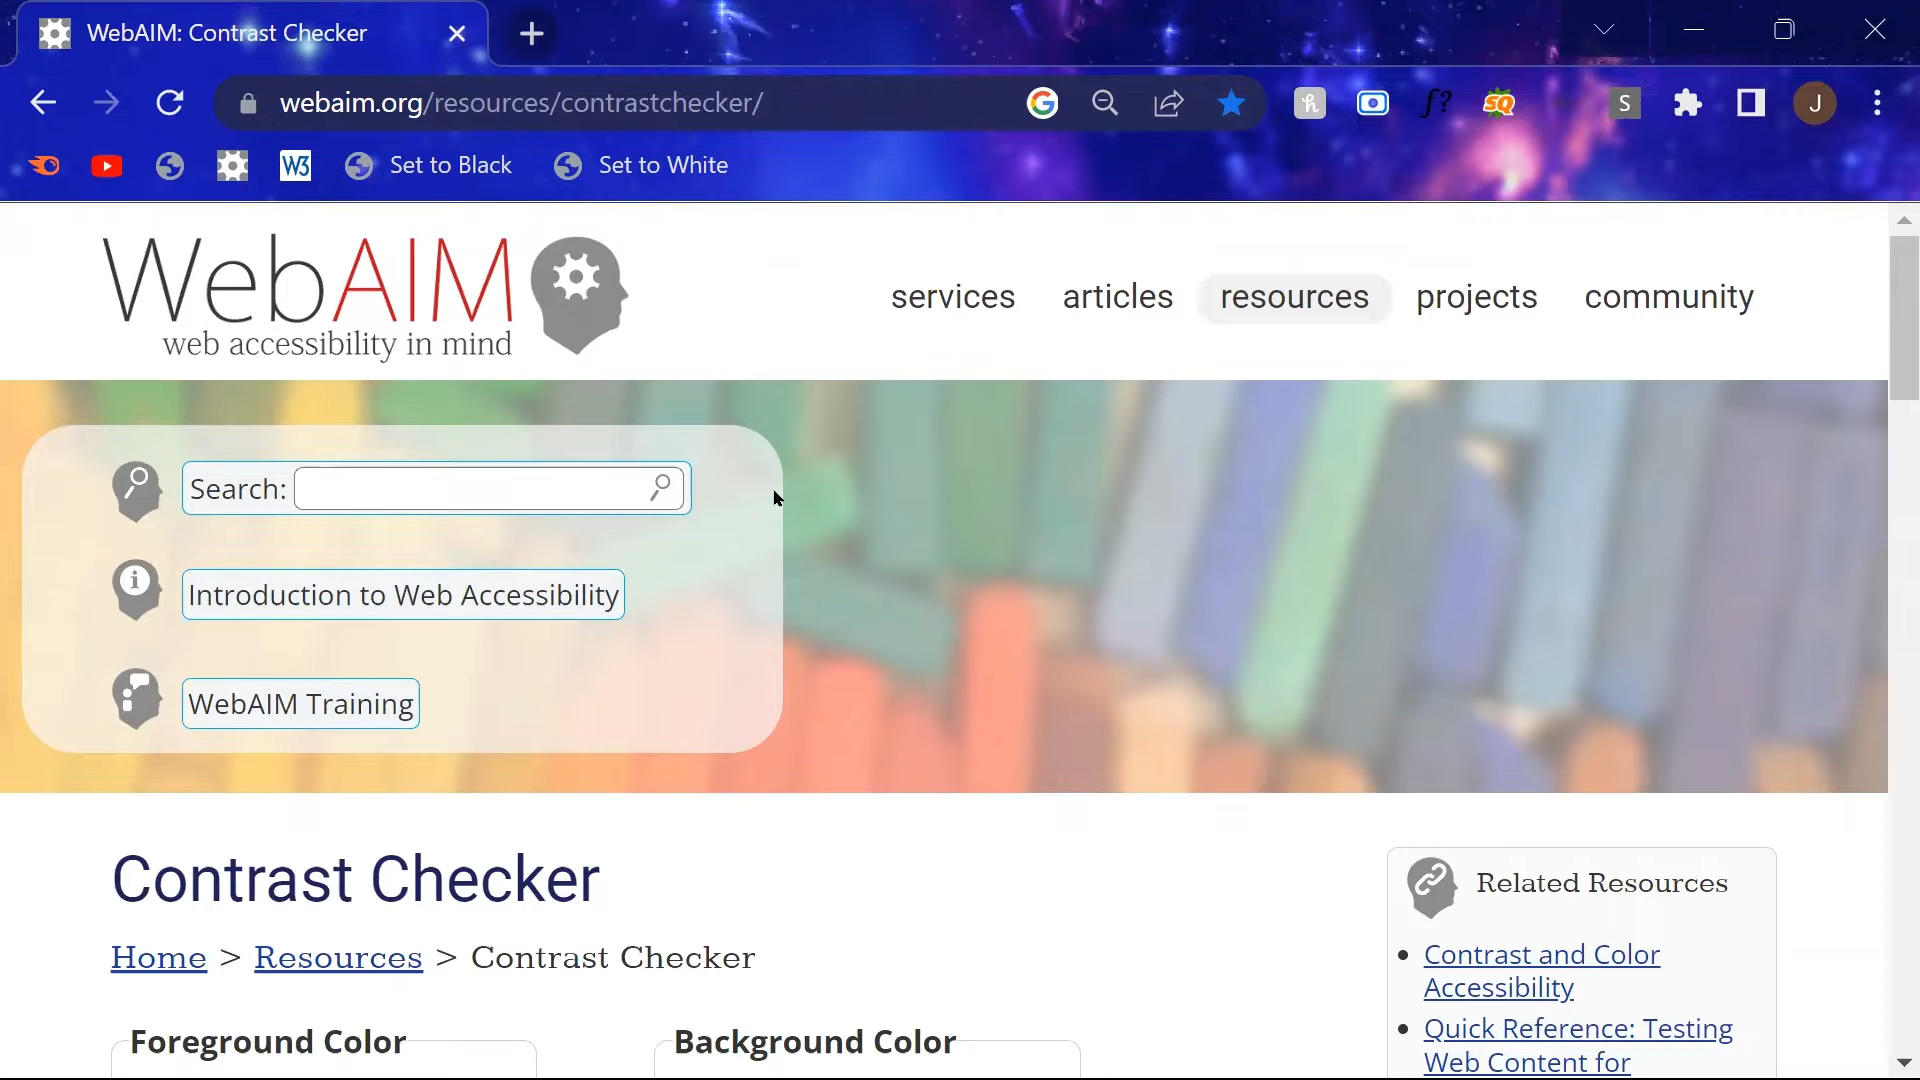 WebAIM: Contrast Checker
webaim.org/resources/contrastchecker/
h
f?
SQ
S
J
W3
Set to Black
Set to White
WebAIM
web accessibility in mind
services articles resources projects community
Search:
Introduction to Web Accessibility
WebAIM Training
Contrast Checker
Home > Resources > Contrast Checker
Foreground Color
Background Color
Related Resources
Contrast and Color
Accessibility
Quick Reference: Testing
Web Content for